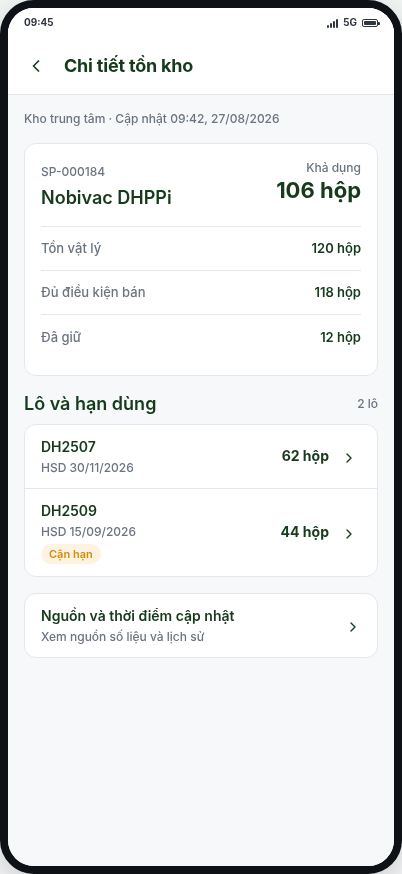 09:45
5G
Chi tiết tồn kho
Kho trung tâm · Cập nhật 09:42, 27/08/2026
SP-000184
Khả dụng
Nobivac DHPPi
106 hộp
Tồn vật lý
120 hộp
Đủ điều kiện bán
118 hộp
Đã giữ
12 hộp
Lô và hạn dùng
2 lô
DH2507
HSD 30/11/2026
62 hộp
DH2509
HSD 15/09/2026
44 hộp
Cận hạn
Nguồn và thời điểm cập nhật
Xem nguồn số liệu và lịch sử